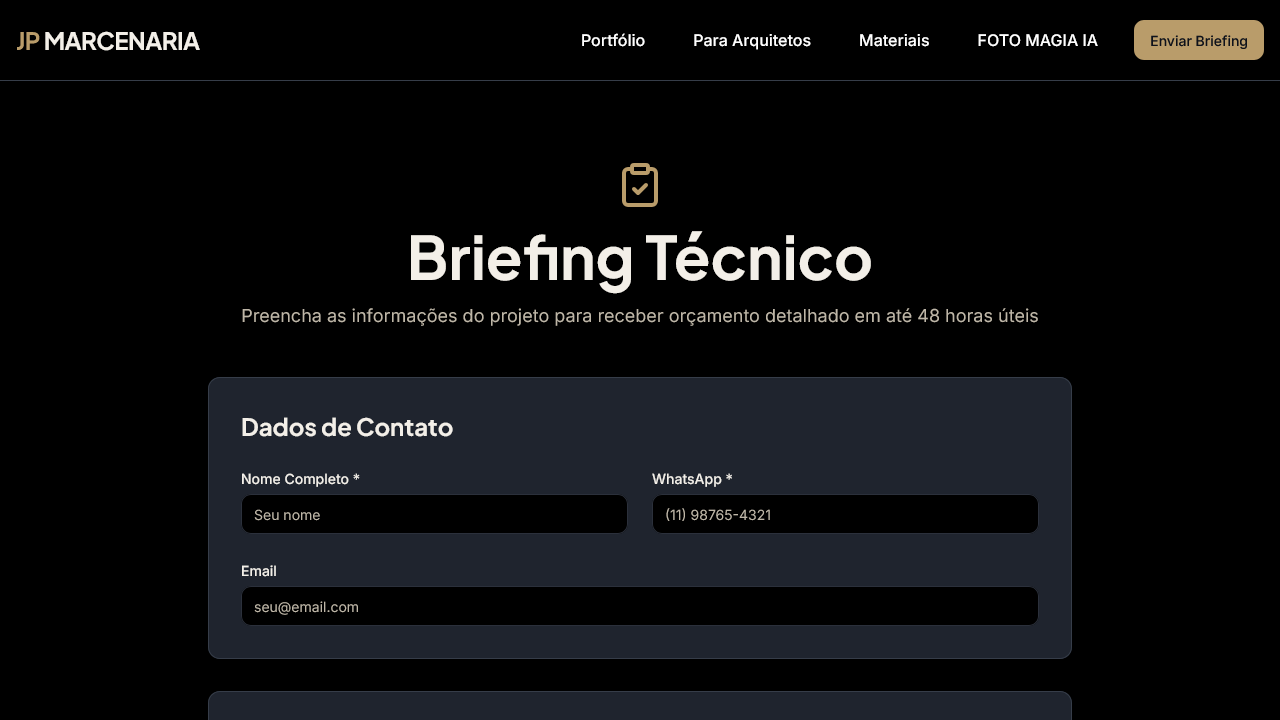 JP MARCENARIA
Portfólio
Para Arquitetos
Materiais
FOTO MAGIA IA
Enviar Briefing
Briefing Técnico
Preencha as informações do projeto para receber orçamento detalhado em até 48 horas úteis
Dados de Contato
Nome Completo *
WhatsApp *
Seu nome
(11) 98765-4321
Email
seu@email.com